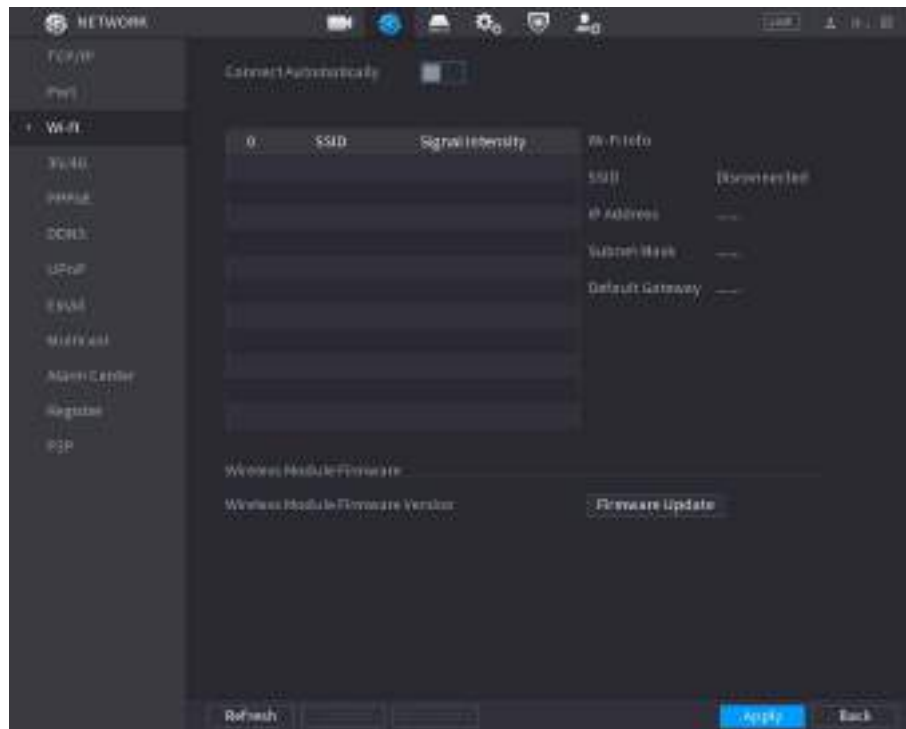 NETWORK
LIVE
TCP/IP
Port
Wi-Fi
3G/4G
PPPoE
DDNS
UPnP
Email
Multicast
Alarm Center
Register
P2P
Connect Automatically
0 SSID Signal Intensity
Wi-Fi Info
SSID Disconnected
IP Address
Subnet Mask
Default Gateway
Wireless Module Firmware
Wireless Module Firmware Version Firmware Update
Refresh Apply Back